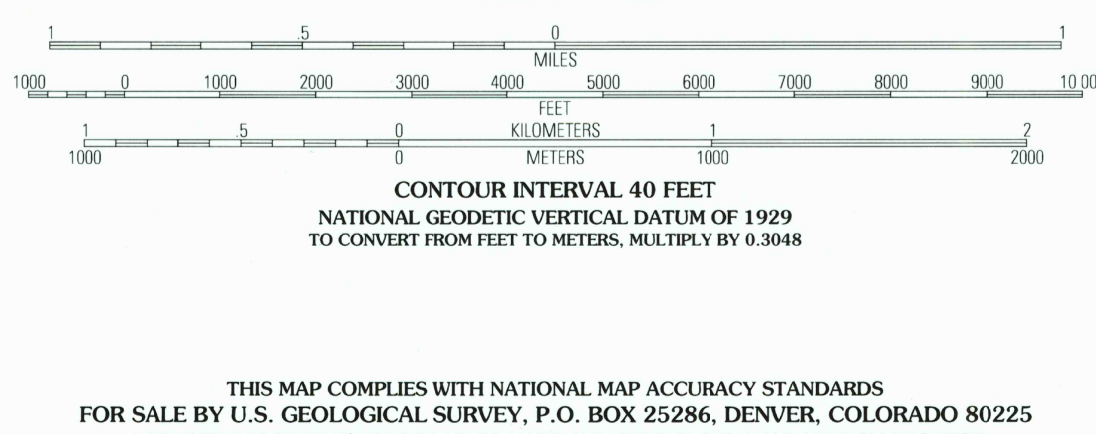 1 .5 0 1
MILES
1000 0 1000 2000 3000 4000 5000 6000 7000 8000 9000 10 00
FEET
1 .5 0 KILOMETERS 1 2
1000 0 METERS 1000 2000
CONTOUR INTERVAL 40 FEET
NATIONAL GEODETIC VERTICAL DATUM OF 1929
TO CONVERT FROM FEET TO METERS, MULTIPLY BY 0.3048
THIS MAP COMPLIES WITH NATIONAL MAP ACCURACY STANDARDS
FOR SALE BY U.S. GEOLOGICAL SURVEY, P.O. BOX 25286, DENVER, COLORADO 80225